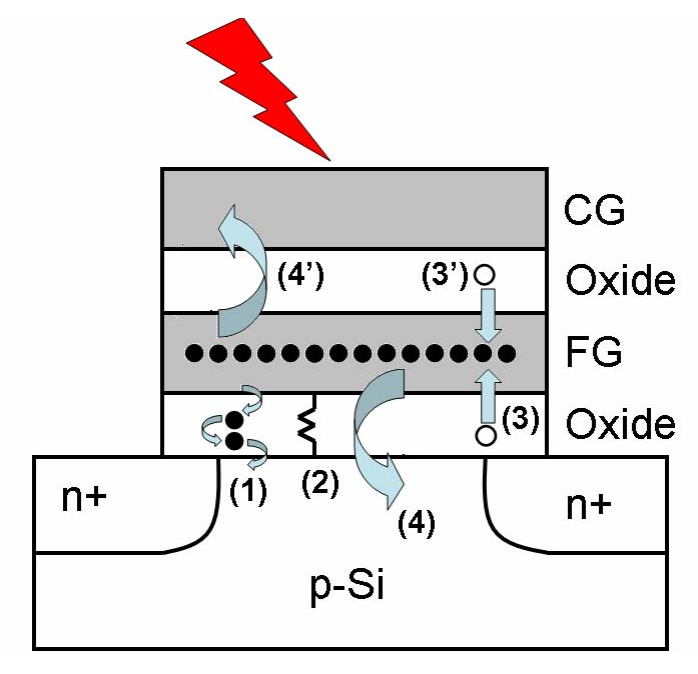 CG
(4') (3') Oxide
FG
(3) Oxide
(1) (2)
n+ (4) n+
p-Si